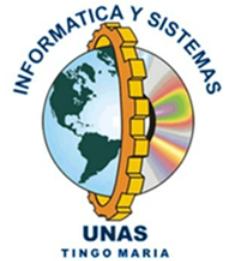 INFORMATICA Y SISTEMAS
UNAS
TINGO MARIA